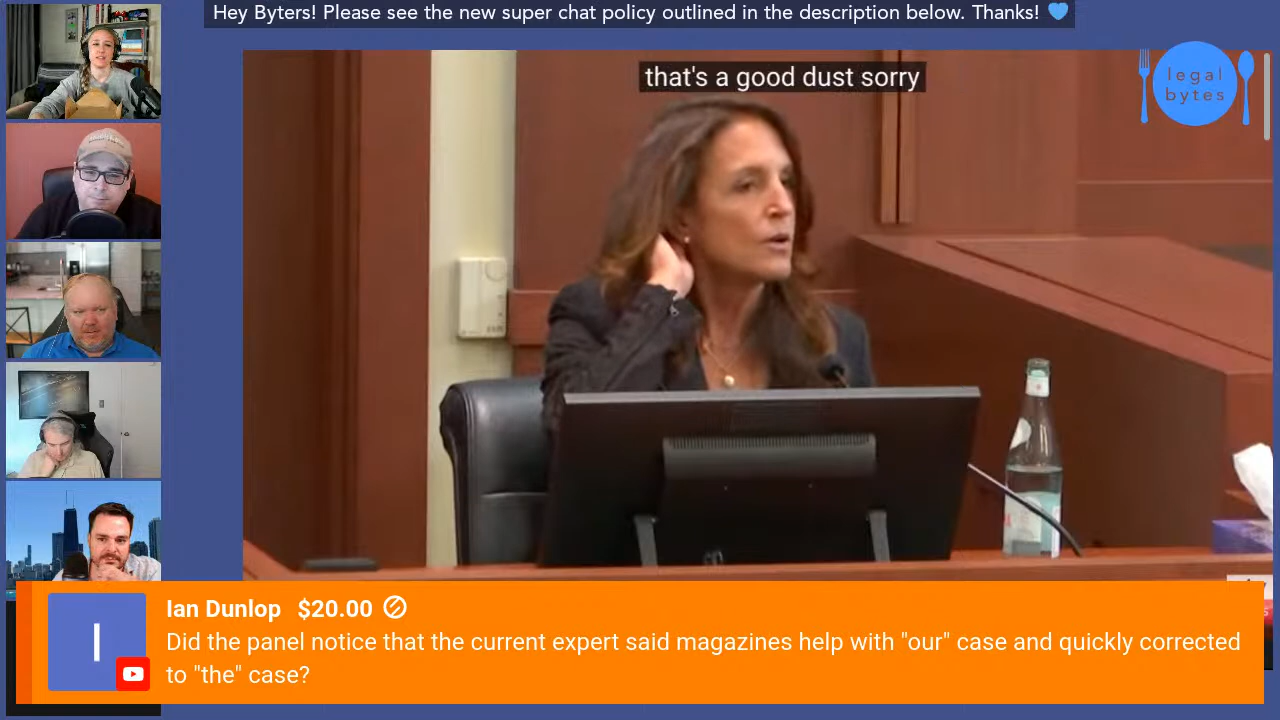 Hey Byters! Please see the new super chat policy outlined in the description below. Thanks! 💙
that's a good dust sorry
legal
bytes
Ian Dunlop $20.00
I
Did the panel notice that the current expert said magazines help with "our" case and quickly corrected
to "the" case?